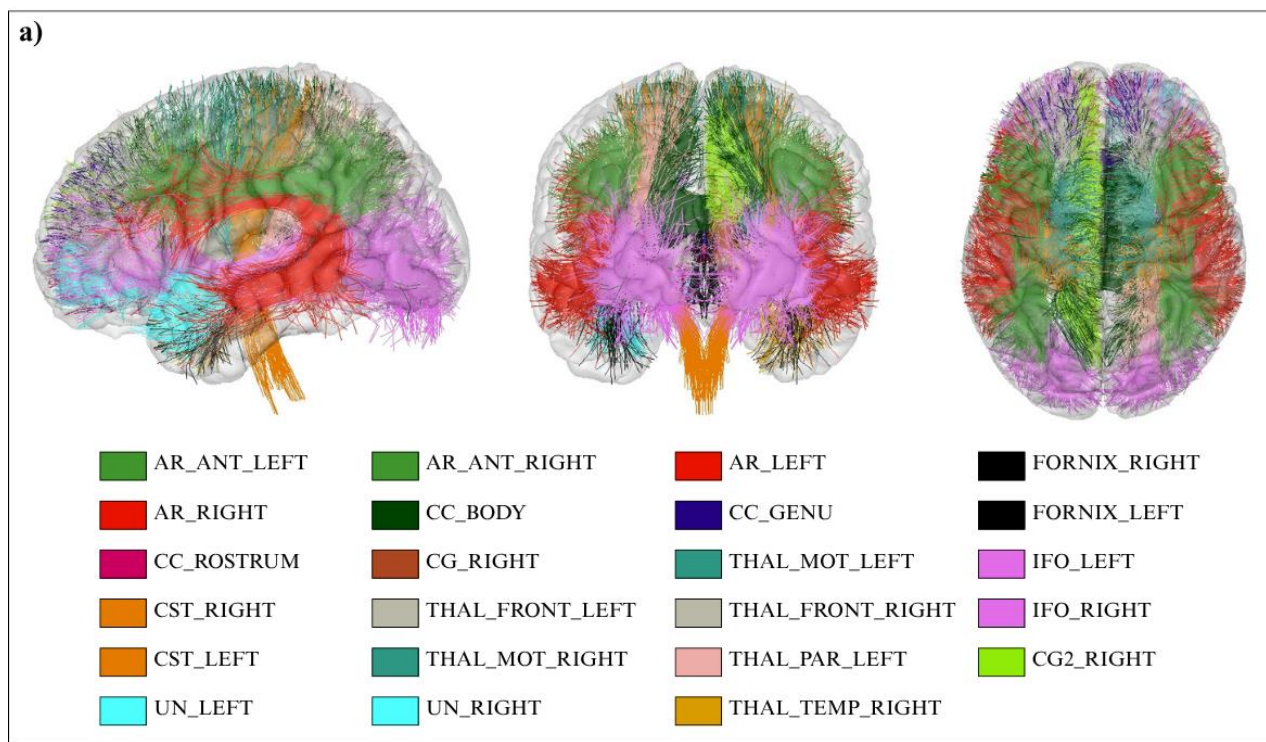 a)
AR_ANT_LEFT AR_ANT_RIGHT AR_LEFT FORNIX_RIGHT
AR_RIGHT CC_BODY CC_GENU FORNIX_LEFT
CC_ROSTRUM CG_RIGHT THAL_MOT_LEFT IFO_LEFT
CST_RIGHT THAL_FRONT_LEFT THAL_FRONT_RIGHT IFO_RIGHT
CST_LEFT THAL_MOT_RIGHT THAL_PAR_LEFT CG2_RIGHT
UN_LEFT UN_RIGHT THAL_TEMP_RIGHT